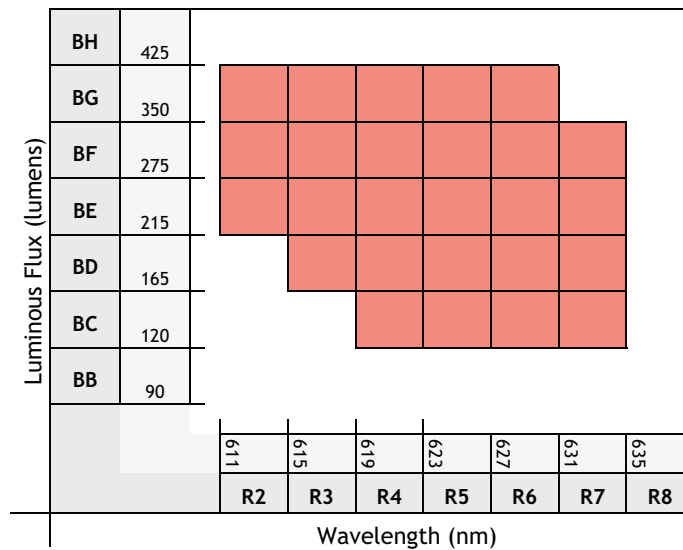 Luminous Flux (lumens)
BH 425
BG 350
BF 275
BE 215
BD 165
BC 120
BB 90
611 615 619 623 627 631 635
R2 R3 R4 R5 R6 R7 R8
Wavelength (nm)